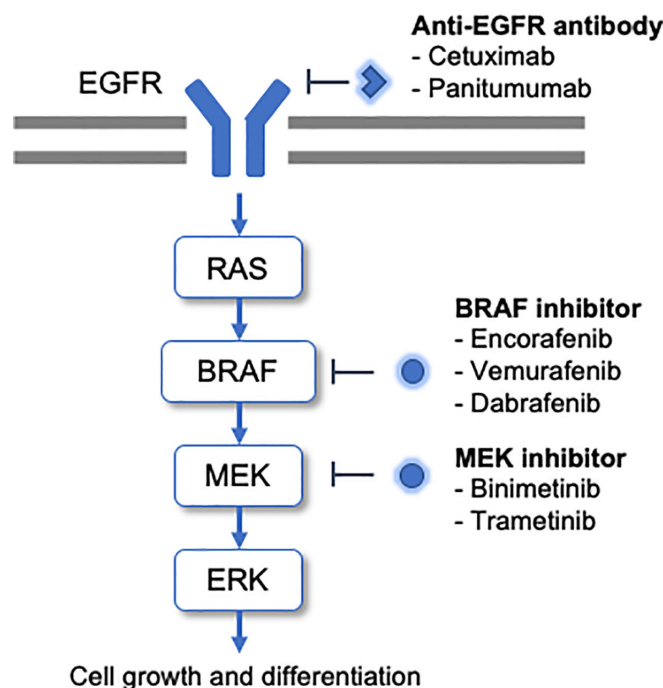 Anti-EGFR antibody
- Cetuximab
- Panitumumab
EGFR
RAS
BRAF
BRAF inhibitor
- Encorafenib
- Vemurafenib
- Dabrafenib
MEK
MEK inhibitor
- Binimetinib
- Trametinib
ERK
Cell growth and differentiation